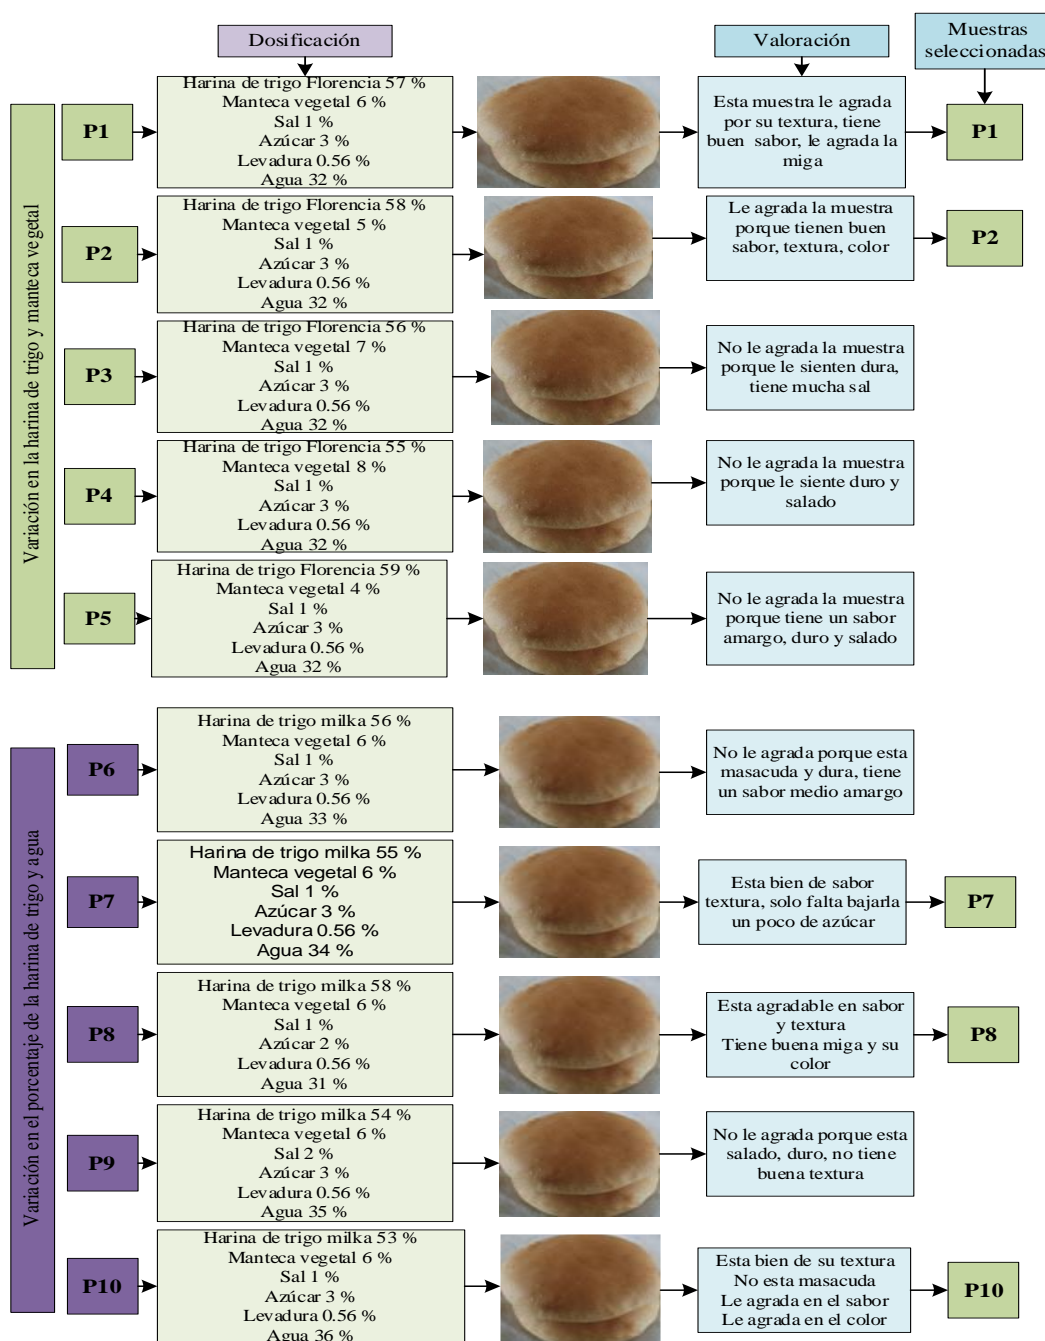 Dosificación
Valoración
Muestras
seleccionadas
Variación en la harina de trigo y manteca vegetal
P1
Harina de trigo Florencia 57 %
Manteca vegetal 6 %
Sal 1 %
Azúcar 3 %
Levadura 0.56 %
Agua 32 %
Esta muestra le agrada
por su textura, tiene
buen sabor, le agrada la
miga
P1
P2
Harina de trigo Florencia 58 %
Manteca vegetal 5 %
Sal 1 %
Azúcar 3 %
Levadura 0.56 %
Agua 32 %
Le agrada la muestra
porque tienen buen
sabor, textura, color
P2
P3
Harina de trigo Florencia 56 %
Manteca vegetal 7 %
Sal 1 %
Azúcar 3 %
Levadura 0.56 %
Agua 32 %
No le agrada la muestra
porque le sienten dura,
tiene mucha sal
P4
Harina de trigo Florencia 55 %
Manteca vegetal 8 %
Sal 1 %
Azúcar 3 %
Levadura 0.56 %
Agua 32 %
No le agrada la muestra
porque le siente duro y
salado
P5
Harina de trigo Florencia 59 %
Manteca vegetal 4 %
Sal 1 %
Azúcar 3 %
Levadura 0.56 %
Agua 32 %
No le agrada la muestra
porque tiene un sabor
amargo, duro y salado
Variación en el porcentaje de la harina de trigo y agua
P6
Harina de trigo milka 56 %
Manteca vegetal 6 %
Sal 1 %
Azúcar 3 %
Levadura 0.56 %
Agua 33 %
No le agrada porque esta
masacuda y dura, tiene
un sabor medio amargo
P7
Harina de trigo milka 55 %
Manteca vegetal 6 %
Sal 1 %
Azúcar 3 %
Levadura 0.56 %
Agua 34 %
Esta bien de sabor
textura, solo falta bajarla
un poco de azúcar
P7
P8
Harina de trigo milka 58 %
Manteca vegetal 6 %
Sal 1 %
Azúcar 2 %
Levadura 0.56 %
Agua 31 %
Esta agradable en sabor
y textura
Tiene buena miga y su
color
P8
P9
Harina de trigo milka 54 %
Manteca vegetal 6 %
Sal 2 %
Azúcar 3 %
Levadura 0.56 %
Agua 35 %
No le agrada porque esta
salado, duro, no tiene
buena textura
P10
Harina de trigo milka 53 %
Manteca vegetal 6 %
Sal 1 %
Azúcar 3 %
Levadura 0.56 %
Agua 36 %
Esta bien de su textura
No esta masacuda
Le agrada en el sabor
Le agrada en el color
P10